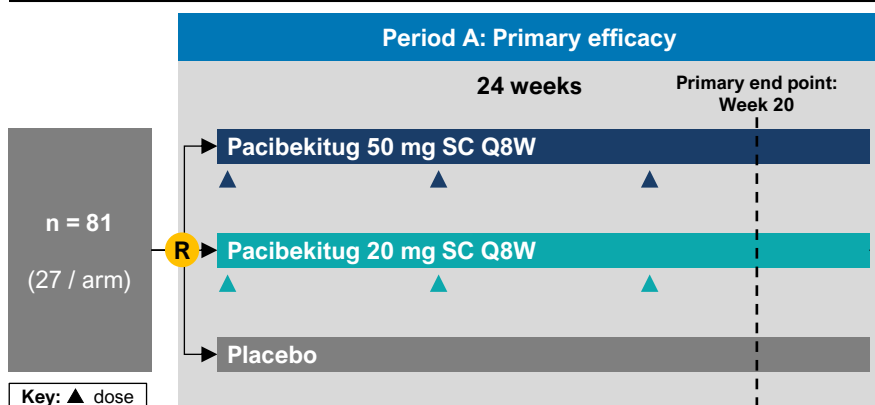 Period A: Primary efficacy
24 weeks
Primary end point:
Week 20
Pacibekitug 50 mg SC Q8W
n = 81
(27 / arm)
R
Pacibekitug 20 mg SC Q8W
Placebo
Key: ▲ dose